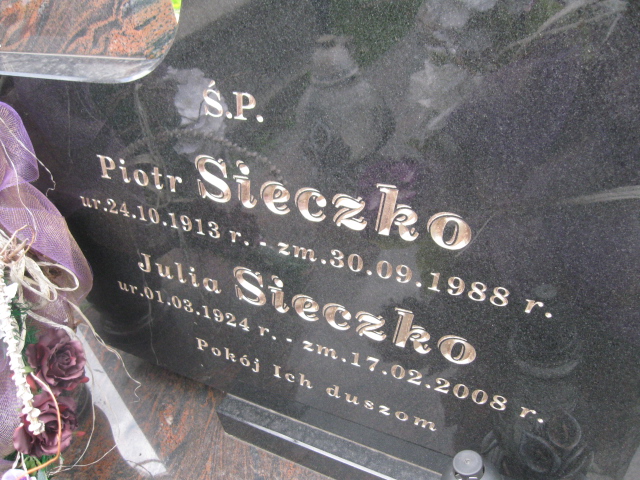 Ś.P.
Piotr Sieczko
ur.24.10.1913 r. - zm.30.09.1988 r.
Julia Sieczko
ur.01.03.1924 r. - zm.17.02.2008 r.
Pokój Ich duszom